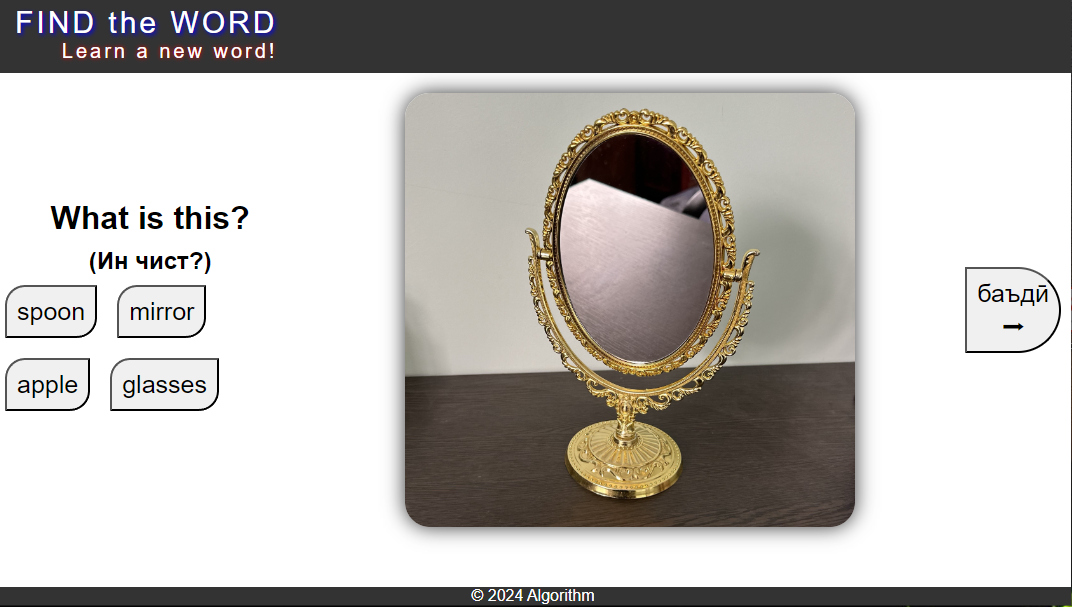 FIND the WORD
Learn a new word!
What is this?
(Ин чист?)
spoon mirror
apple glasses
баъдӣ
➞
© 2024 Algorithm